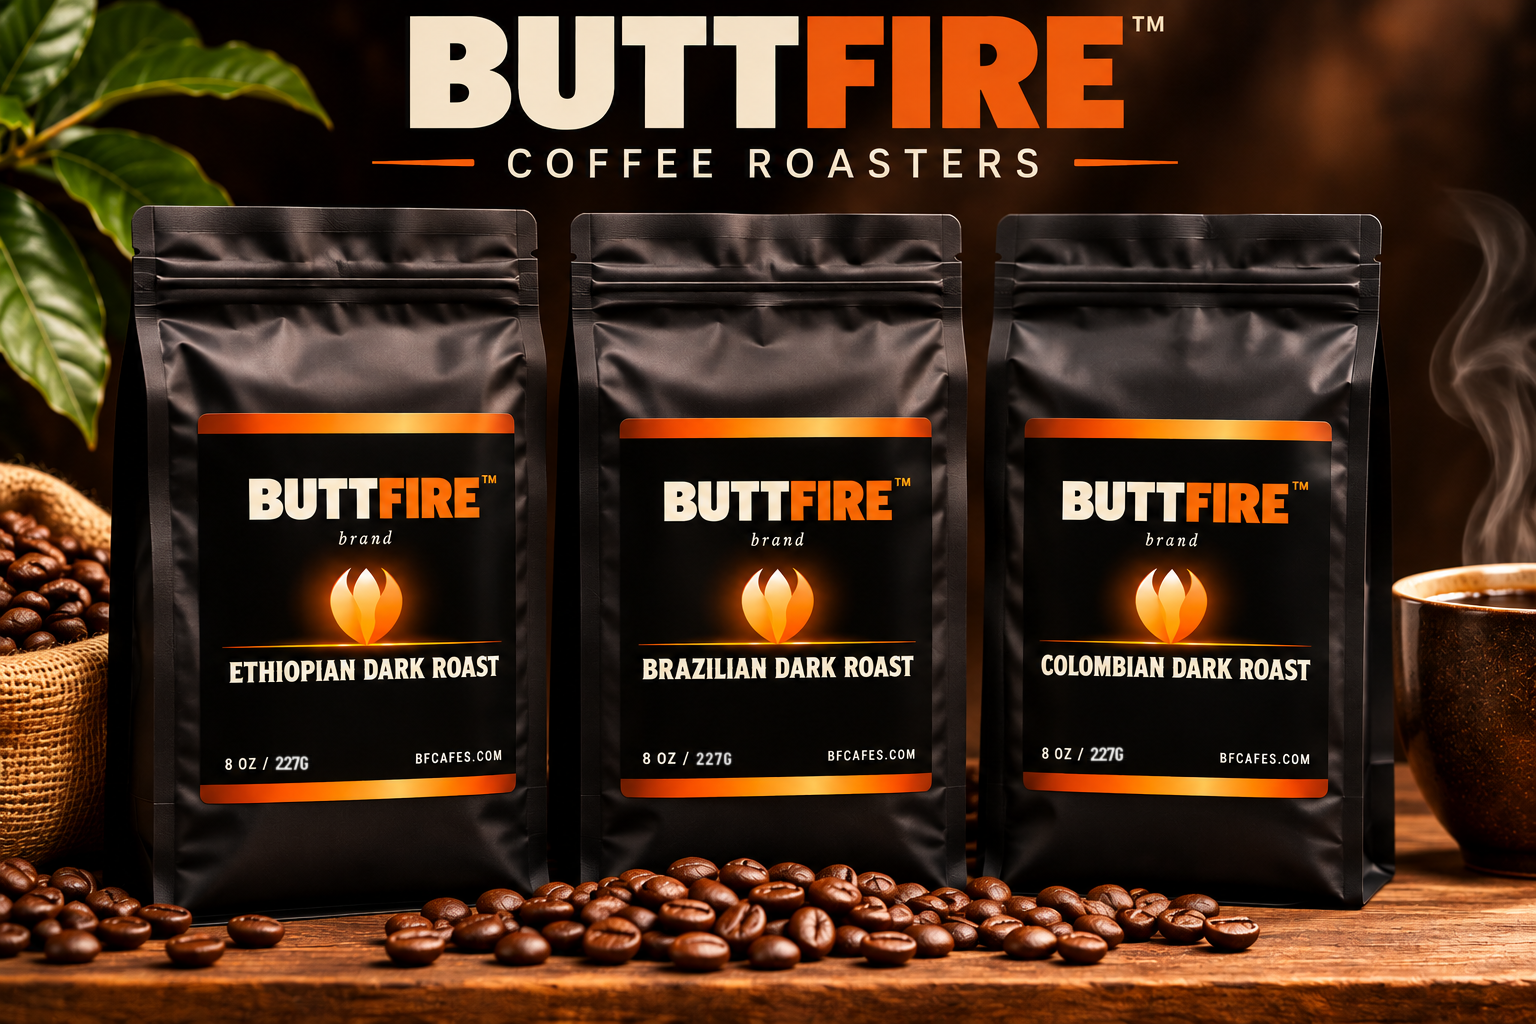 BUTTFIRE™
COFFEE ROASTERS
BUTTFIRE™
brand
ETHIOPIAN DARK ROAST
8 OZ / 227G
BFCAFES.COM
BUTTFIRE™
brand
BRAZILIAN DARK ROAST
8 OZ / 227G
BFCAFES.COM
BUTTFIRE™
brand
COLOMBIAN DARK ROAST
8 OZ / 227G
BFCAFES.COM